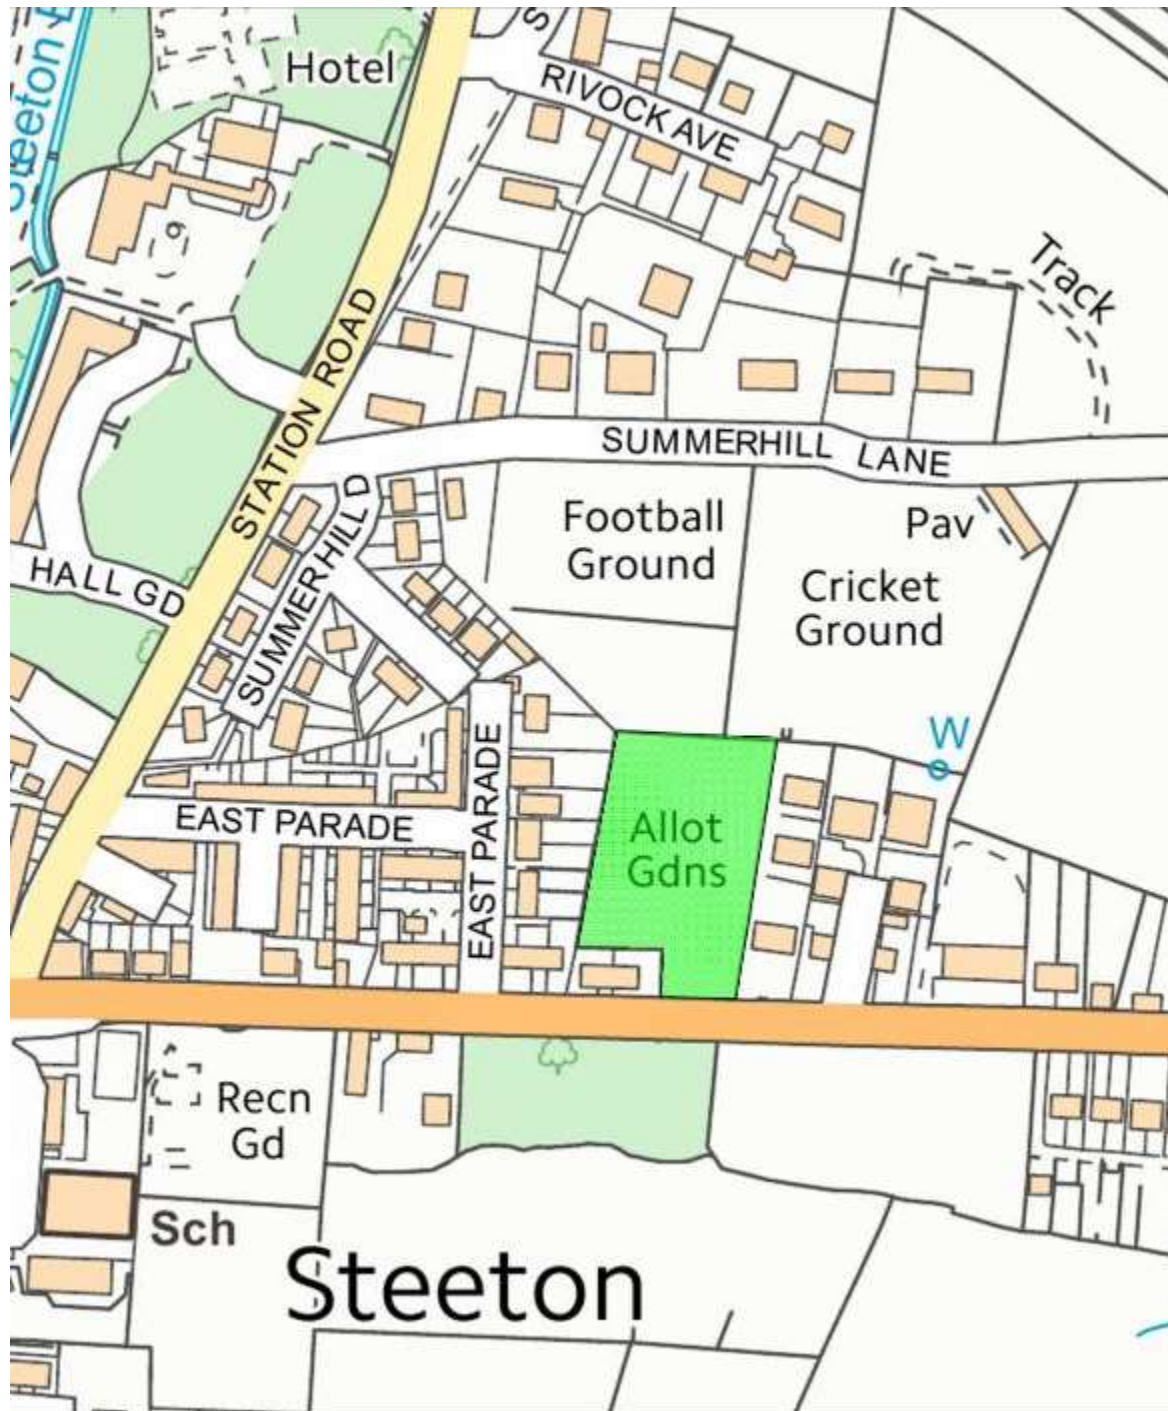 Steeton
S
Hotel
RIVOCK AVE
Track
STATION ROAD
SUMMERHILL LANE
Football
Ground
Pav
Cricket
Ground
HALL GD
SUMMERHILL D
W
EAST PARADE
EAST PARADE
Allot
Gdns
Recn
Gd
Sch
Steeton